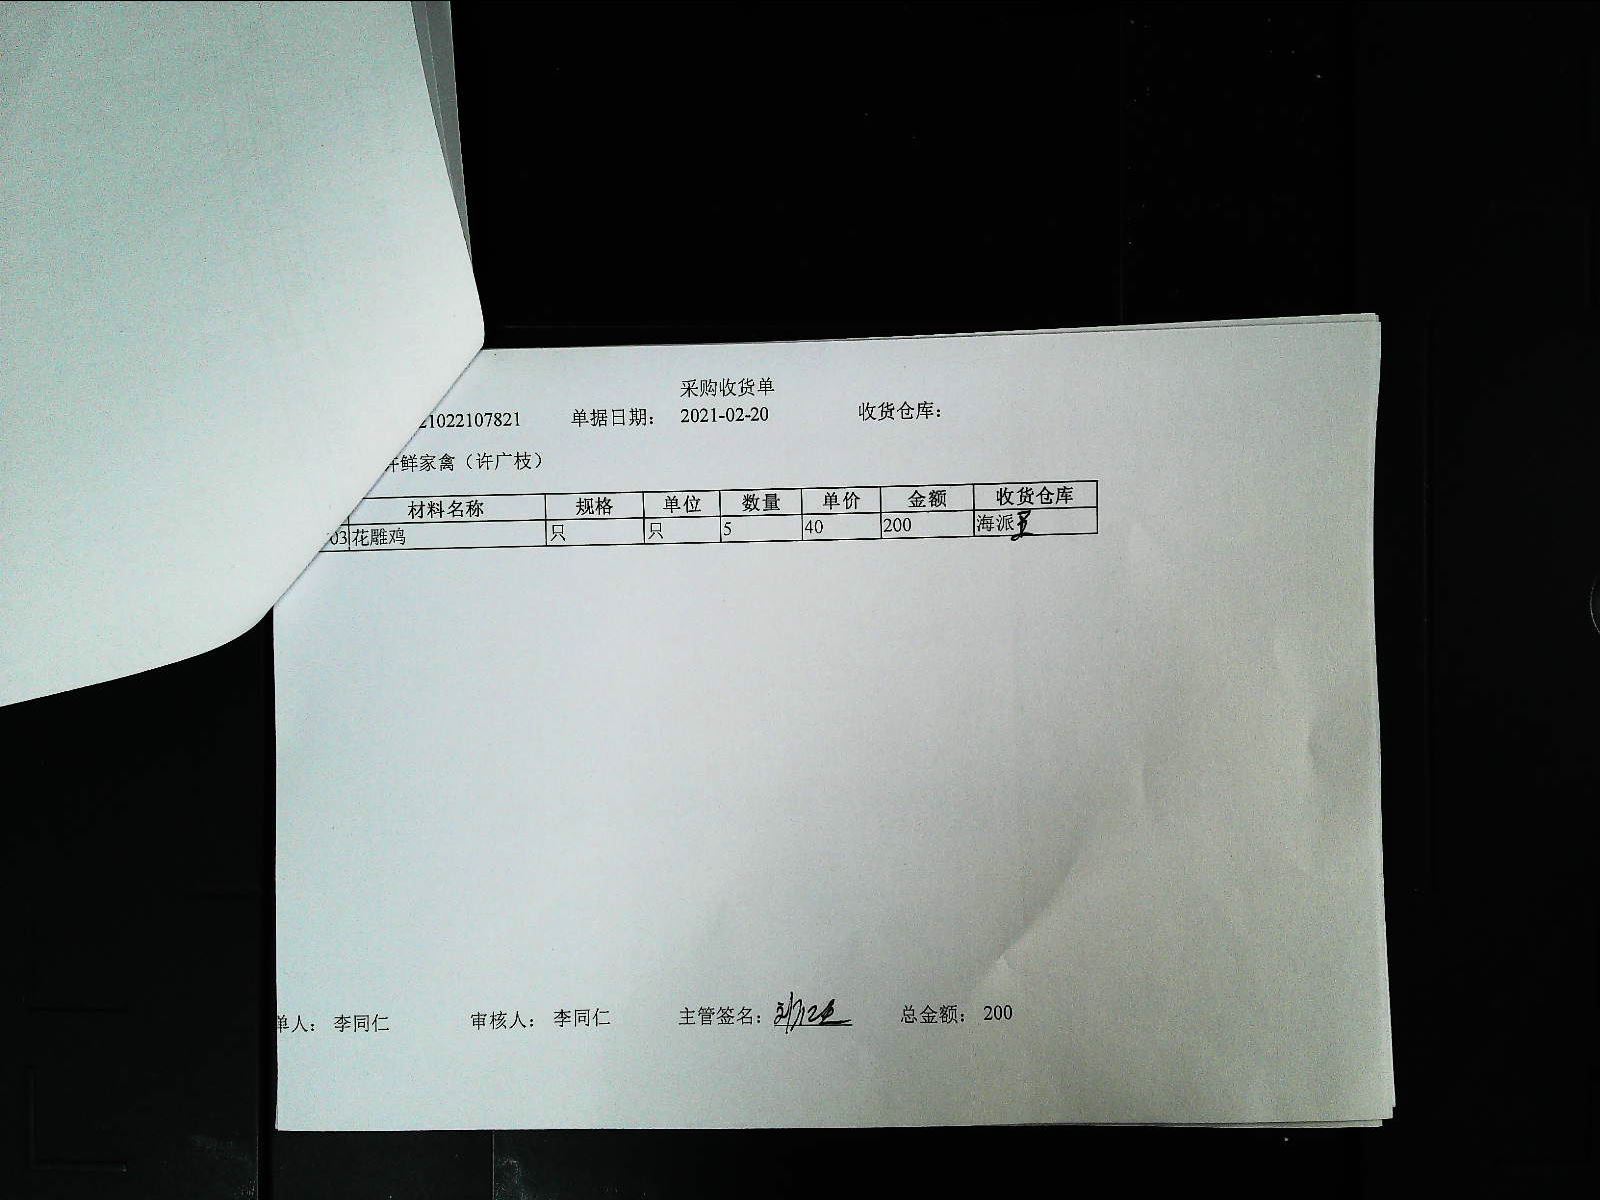 采购收货单
21022107821 单据日期： 2021-02-20 收货仓库：
鲜家禽（许广枝）
材料名称 规格 单位 数量 单价 金额 收货仓库
03 花雕鸡 只 只 5 40 200 海派
单人： 李同仁 审核人： 李同仁 主管签名： 总金额： 200